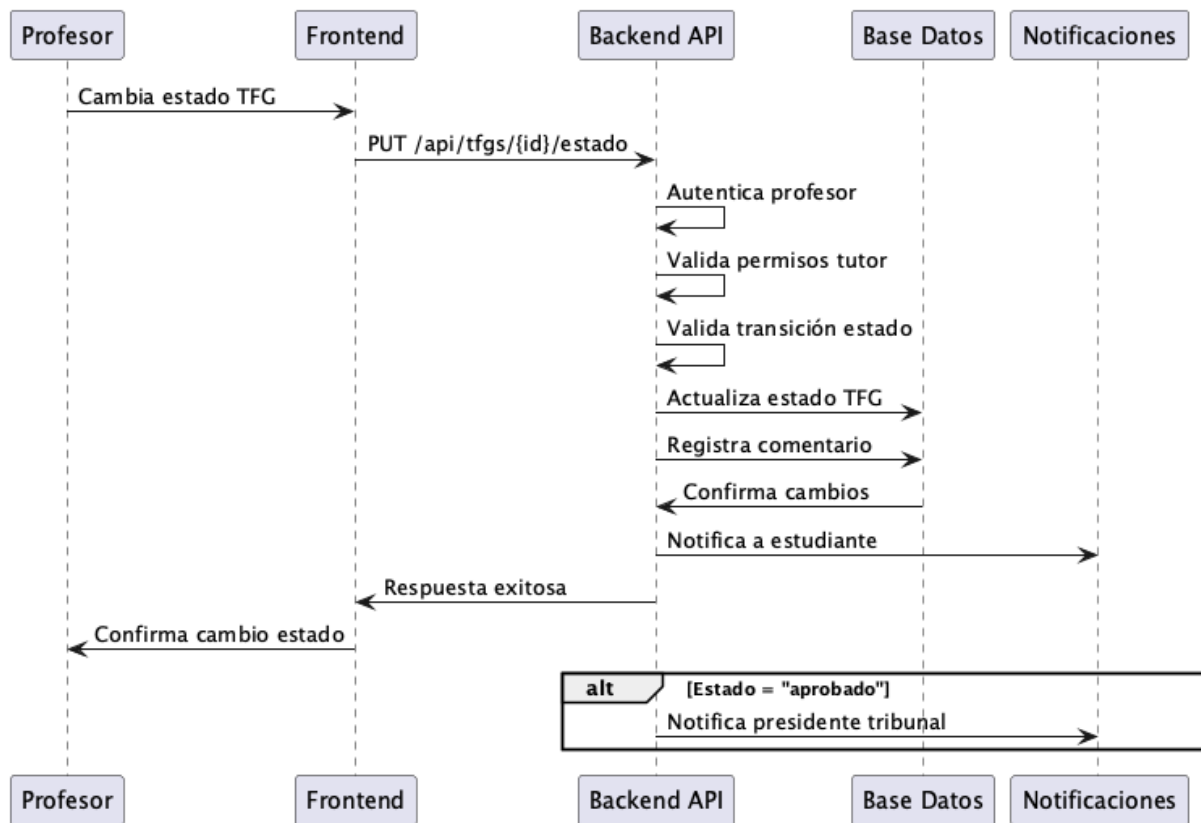 Profesor
Frontend
Backend API
Base Datos
Notificaciones
Cambia estado TFG
PUT /api/tfgs/{id}/estado
Autentica profesor
Valida permisos tutor
Valida transición estado
Actualiza estado TFG
Registra comentario
Confirma cambios
Notifica a estudiante
Respuesta exitosa
Confirma cambio estado
alt [Estado = "aprobado"]
Notifica presidente tribunal
Profesor
Frontend
Backend API
Base Datos
Notificaciones